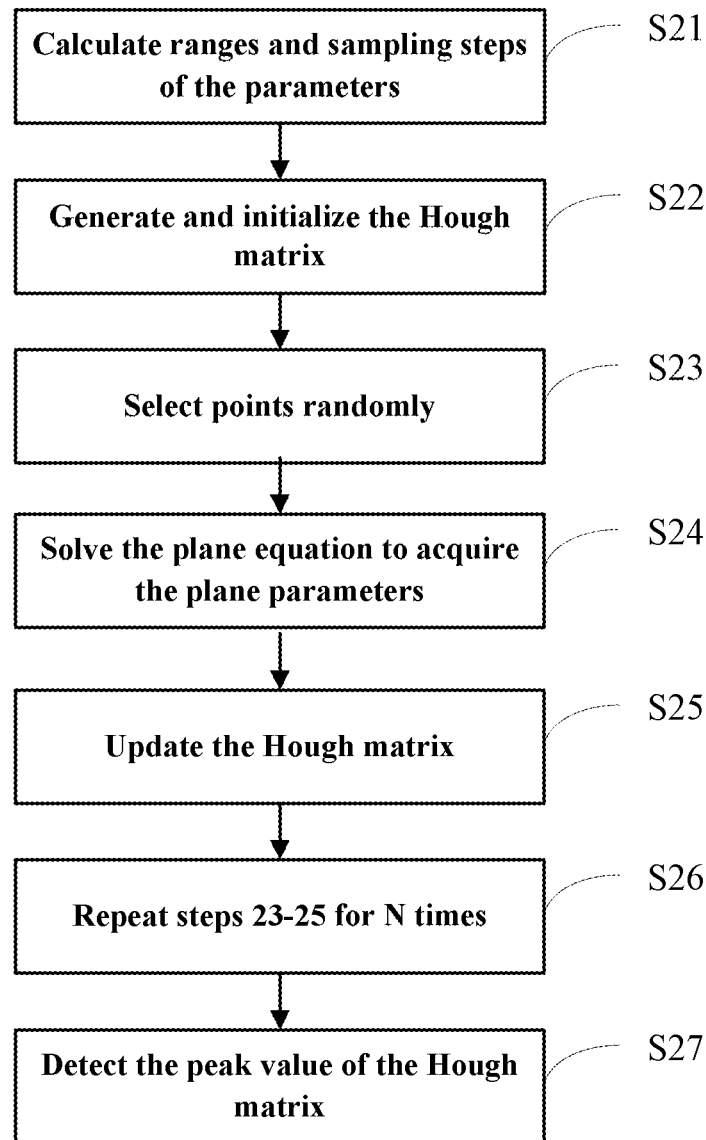 Calculate ranges and sampling steps
of the parameters
S21
Generate and initialize the Hough
matrix
S22
Select points randomly
S23
Solve the plane equation to acquire
the plane parameters
S24
Update the Hough matrix
S25
Repeat steps 23-25 for N times
S26
Detect the peak value of the Hough
matrix
S27